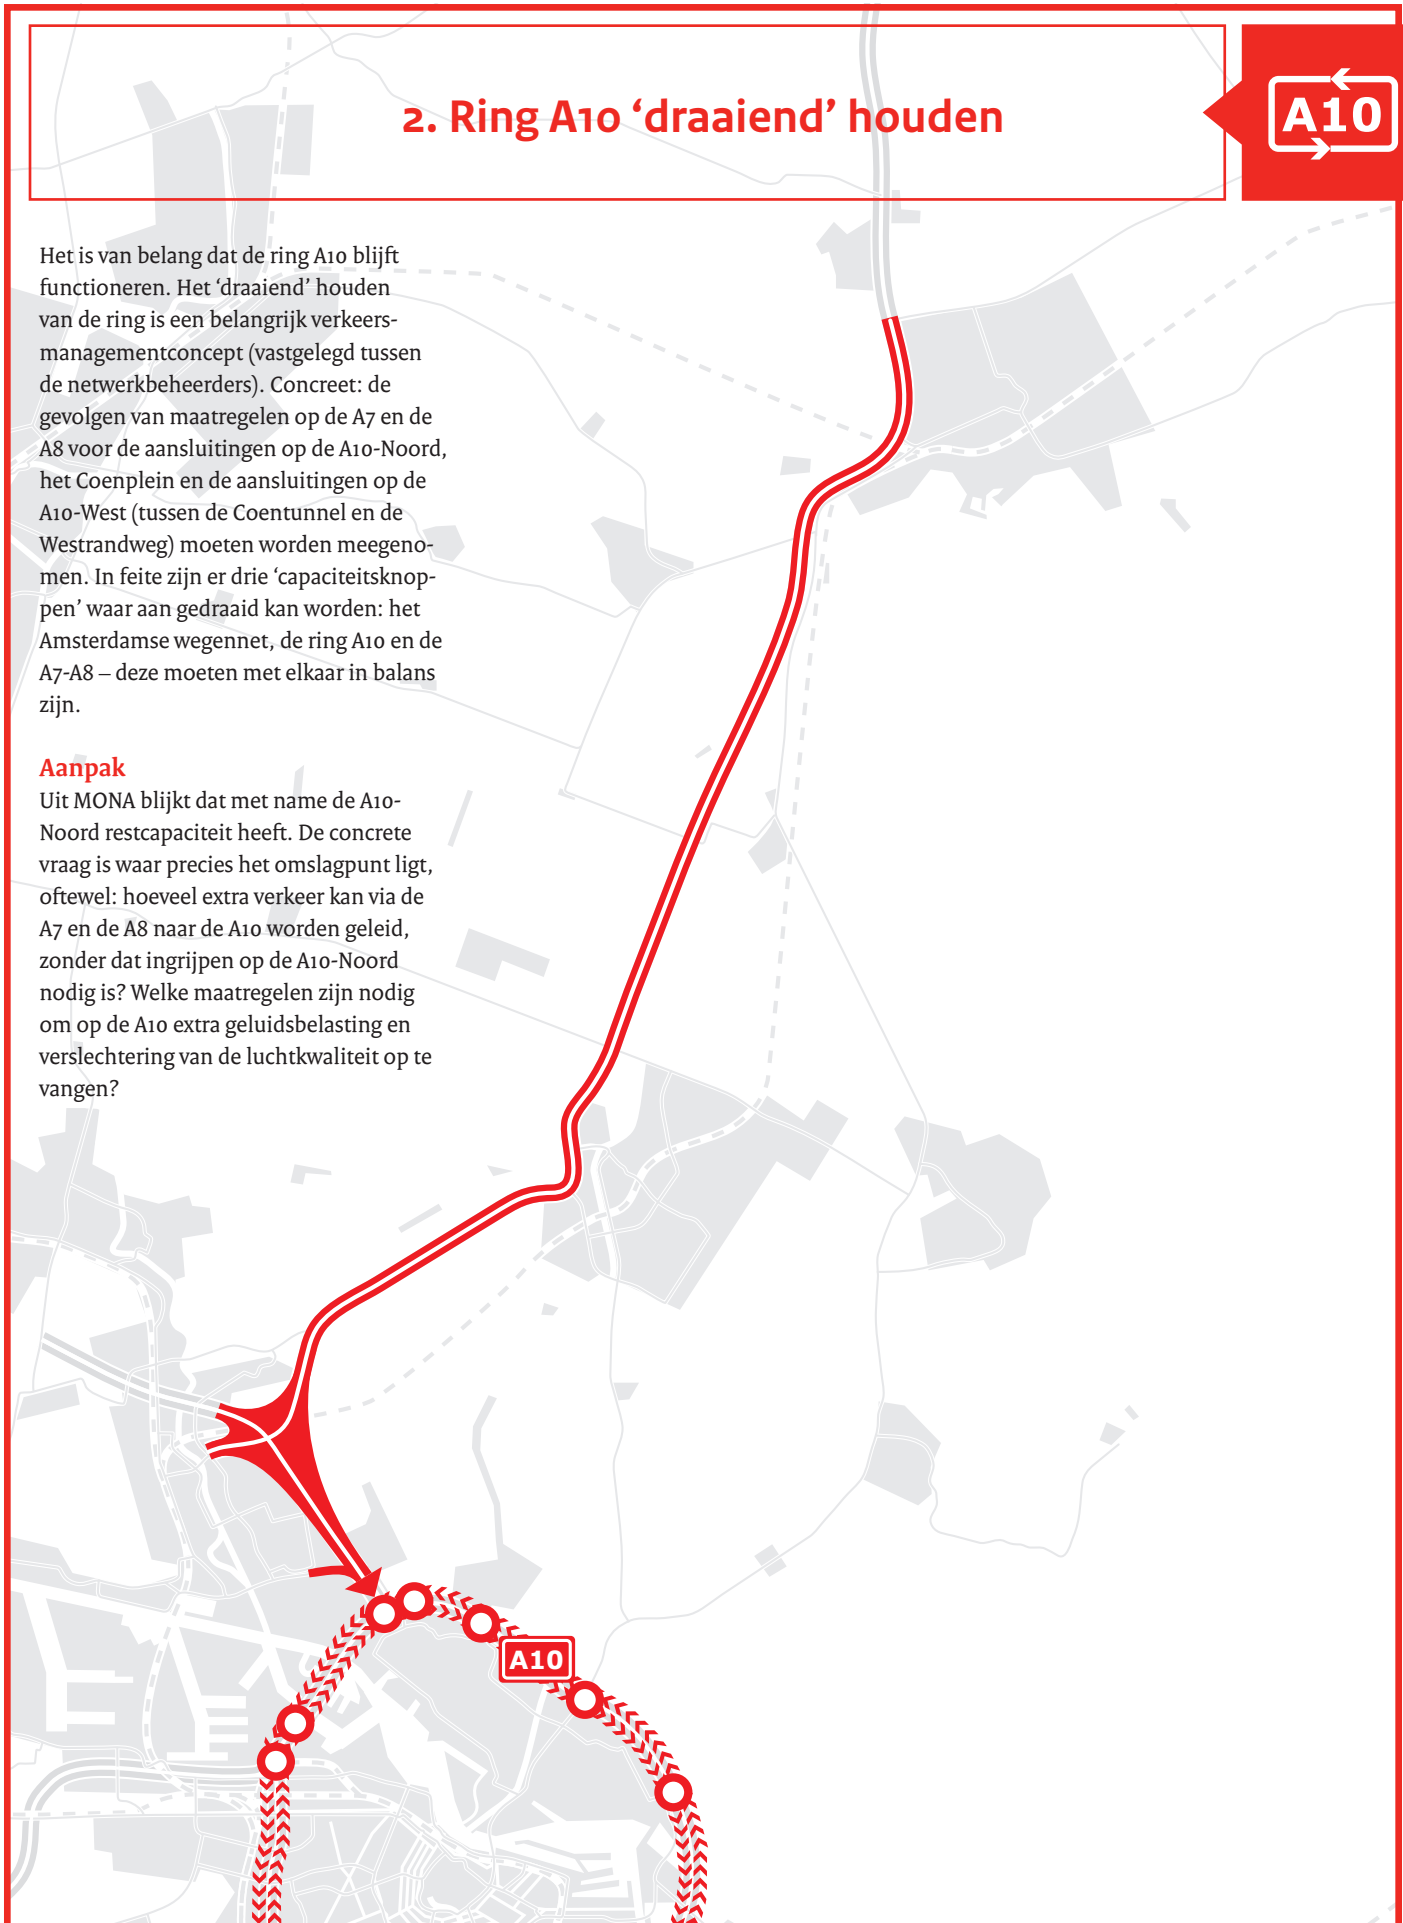 2. Ring A10 ‘draaiend’ houden
A10
Het is van belang dat de ring A10 blijft
functioneren. Het ‘draaiend’ houden
van de ring is een belangrijk verkeers-
managementconcept (vastgelegd tussen
de netwerkbeheerders). Concreet: de
gevolgen van maatregelen op de A7 en de
A8 voor de aansluitingen op de A10-Noord,
het Coenplein en de aansluitingen op de
A10-West (tussen de Coentunnel en de
Westrandweg) moeten worden meegeno-
men. In feite zijn er drie ‘capaciteitsknop-
pen’ waar aan gedraaid kan worden: het
Amsterdamse wegennet, de ring A10 en de
A7-A8 – deze moeten met elkaar in balans
zijn.
Aanpak
Uit MONA blijkt dat met name de A10-
Noord restcapaciteit heeft. De concrete
vraag is waar precies het omslagpunt ligt,
oftewel: hoeveel extra verkeer kan via de
A7 en de A8 naar de A10 worden geleid,
zonder dat ingrijpen op de A10-Noord
nodig is? Welke maatregelen zijn nodig
om op de A10 extra geluidsbelasting en
verslechtering van de luchtkwaliteit op te
vangen?
A10